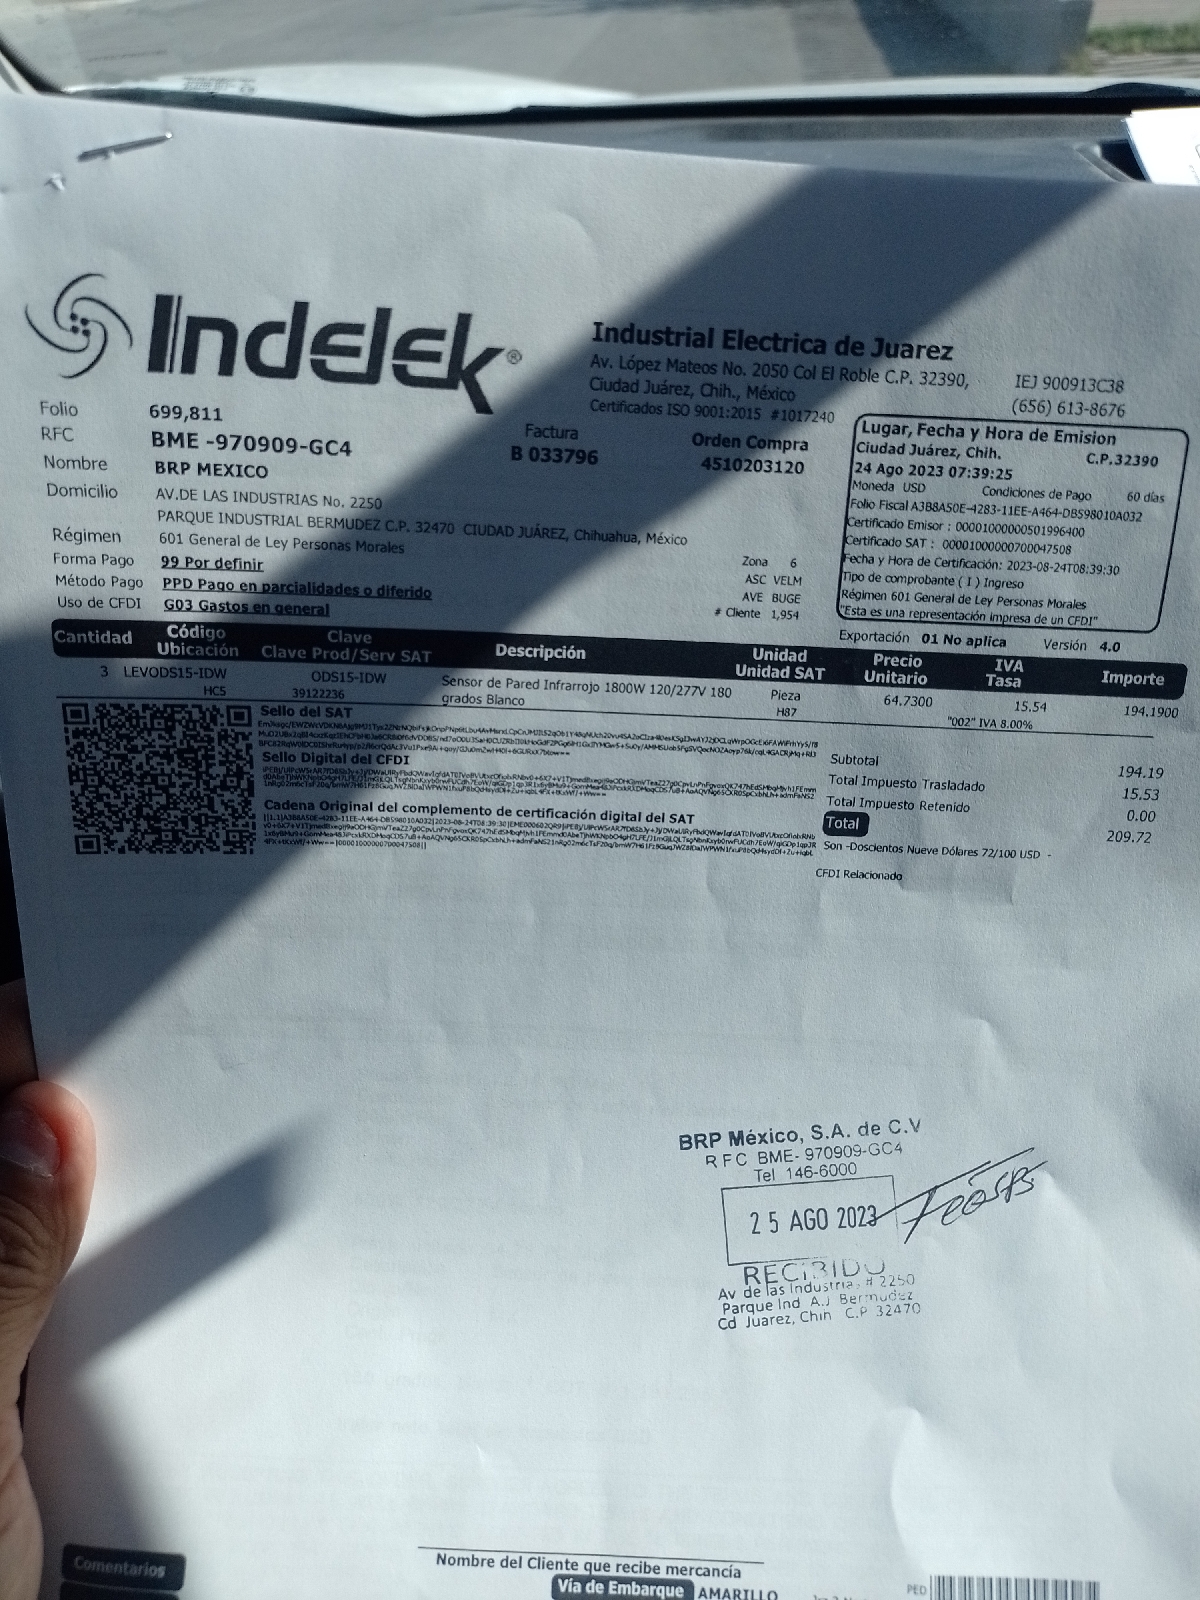 Indelek®
Industrial Electrica de Juarez
Av. López Mateos No. 2050 Col El Roble C.P. 32390,
Ciudad Juárez, Chih., México
Certificados ISO 9001:2015 #1017240
IEJ 900913C38
(656) 613-8676
Folio 699,811
RFC BME -970909-GC4
Nombre BRP MEXICO
Domicilio AV.DE LAS INDUSTRIAS No. 2250
PARQUE INDUSTRIAL BERMUDEZ C.P. 32470 CIUDAD JUÁREZ, Chihuahua, México
Régimen 601 General de Ley Personas Morales
Forma Pago 99 Por definir
Método Pago PPD Pago en parcialidades o diferido
Uso de CFDI G03 Gastos en general
Factura
B 033796
Orden Compra
4510203120
Zona 6
ASC VELM
AVE BUGE
# Cliente 1,954
Lugar, Fecha y Hora de Emision
Ciudad Juárez, Chih. C.P.32390
24 Ago 2023 07:39:25
Moneda USD Condiciones de Pago 60 días
Folio Fiscal A3B8A50E-4283-11EE-A464-DB598010A032
Certificado Emisor : 00001000000501996400
Certificado SAT : 00001000000700047508
Fecha y Hora de Certificación: 2023-08-24T08:39:30
Tipo de comprobante ( I ) Ingreso
Régimen 601 General de Ley Personas Morales
"Esta es una representación impresa de un CFDI"
Exportación 01 No aplica Versión 4.0
Cantidad Código Ubicación Clave Clave Prod/Serv SAT Descripción Unidad Unidad SAT Precio Unitario IVA Tasa Importe
3 LEVODS15-IDW ODS15-IDW Sensor de Pared Infrarrojo 1800W 120/277V 180 Pieza 64.7300 15.54 194.1900
HC5 39122236 grados Blanco H87 "002" IVA 8.00%
Sello del SAT
Sello Digital del CFDI
Cadena Original del complemento de certificación digital del SAT
Subtotal 194.19
Total Impuesto Trasladado 15.53
Total Impuesto Retenido 0.00
Total 209.72
Son -Doscientos Nueve Dólares 72/100 USD -
CFDI Relacionado
BRP México, S.A. de C.V
RFC BME- 970909-GC4
Tel 146-6000
25 AGO 2023
RECIBIDO
Av de las Industria. # 2250
Parque Ind A.J Bermudez
Cd Juarez, Chih C.P 32470
Nombre del Cliente que recibe mercancía
Comentarios
Vía de Embarque AMARILLO
PED